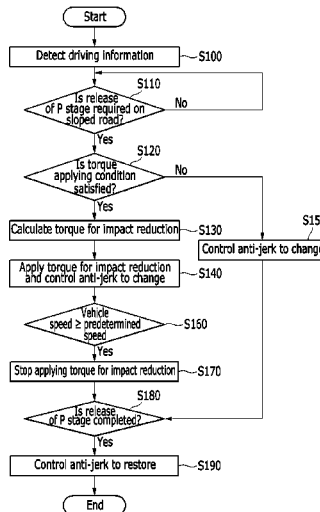 Start
Detect driving information
S100
Is release
of P stage required on
sloped road?
S110
No
Yes
Is torque
applying condition
satisfied?
S120
No
Yes
Calculate torque for impact reduction
S130
S15
Control anti-jerk to change
Apply torque for impact reduction
and control anti-jerk to change
S140
Vehicle
speed ≥ predetermined
speed
S160
Yes
Stop applying torque for impact reduction
S170
Is release
of P stage completed?
S180
Yes
Control anti-jerk to restore
S190
End